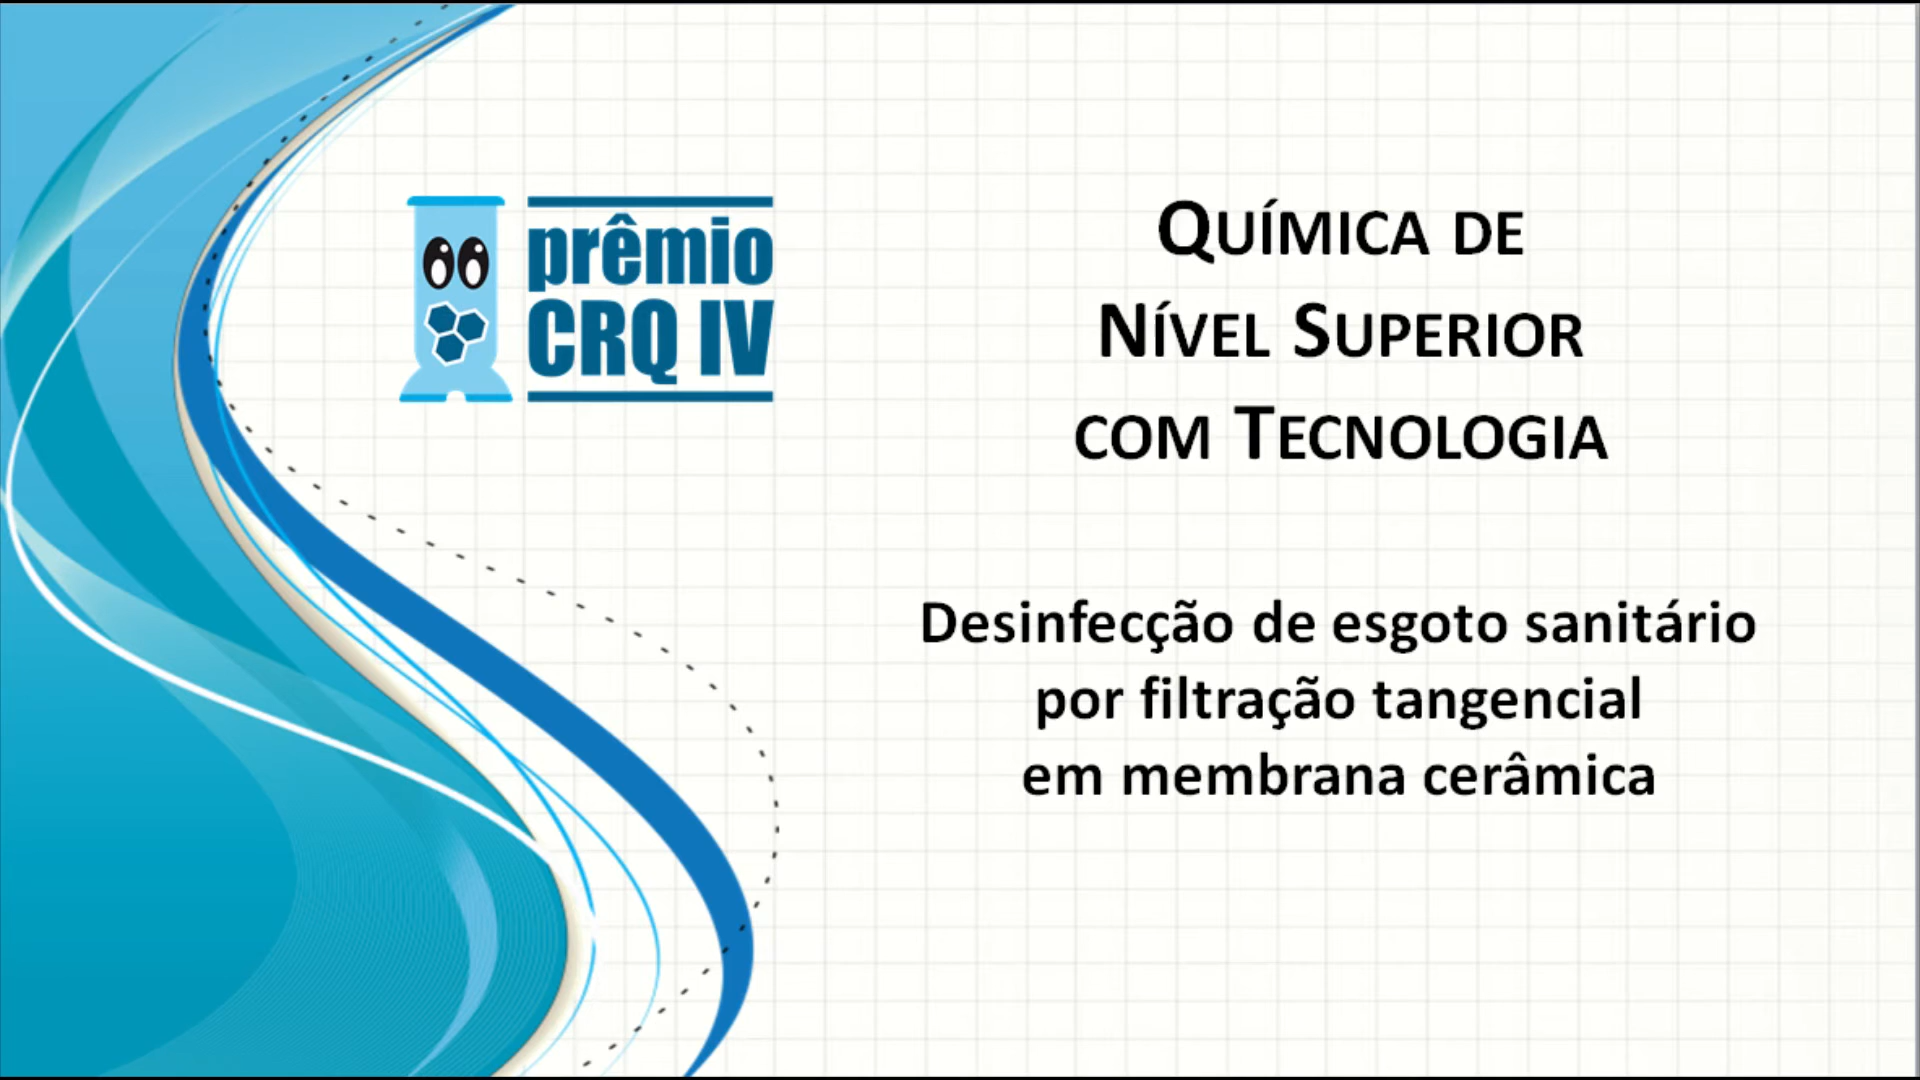 prêmio
CRQ IV
QUÍMICA DE
NÍVEL SUPERIOR
COM TECNOLOGIA
Desinfecção de esgoto sanitário
por filtração tangencial
em membrana cerâmica